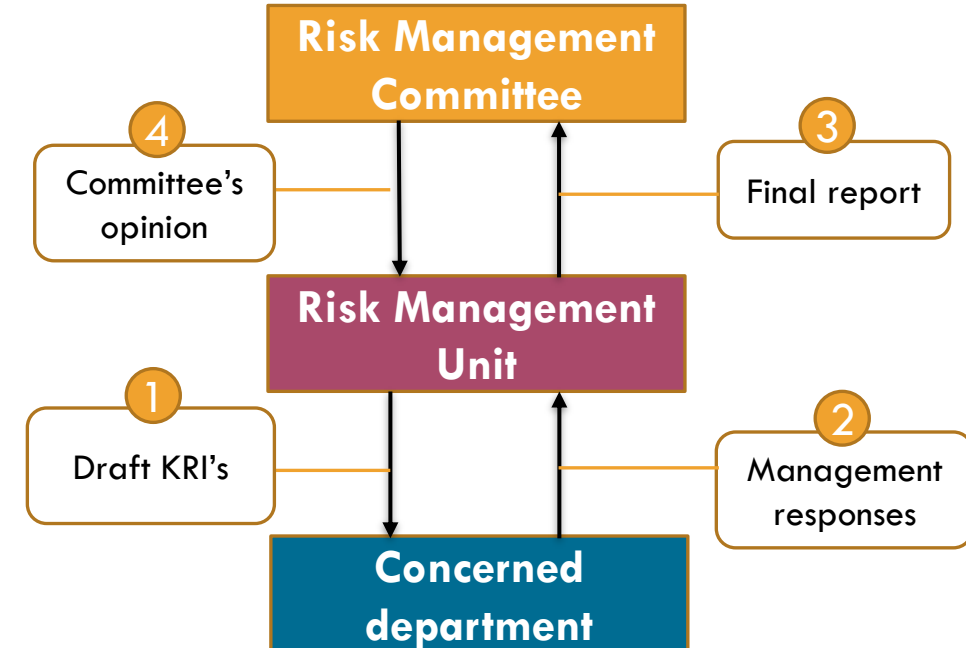 Risk Management
Committee
4
Committee's
opinion
3
Final report
Risk Management
Unit
1
Draft KRI's
2
Management
responses
Concerned
department